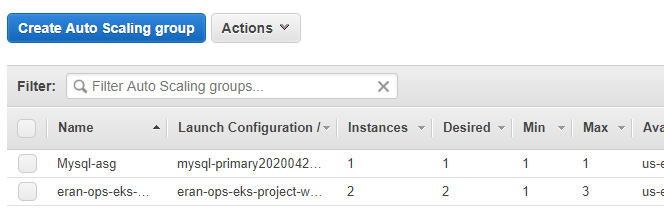 Create Auto Scaling group Actions
Filter: Filter Auto Scaling groups...
Name Launch Configuration / Instances Desired Min Max Ava
Mysql-asg mysql-primary2020042... 1 1 1 1 us-e
eran-ops-eks-... eran-ops-eks-project-w... 2 2 1 3 us-e